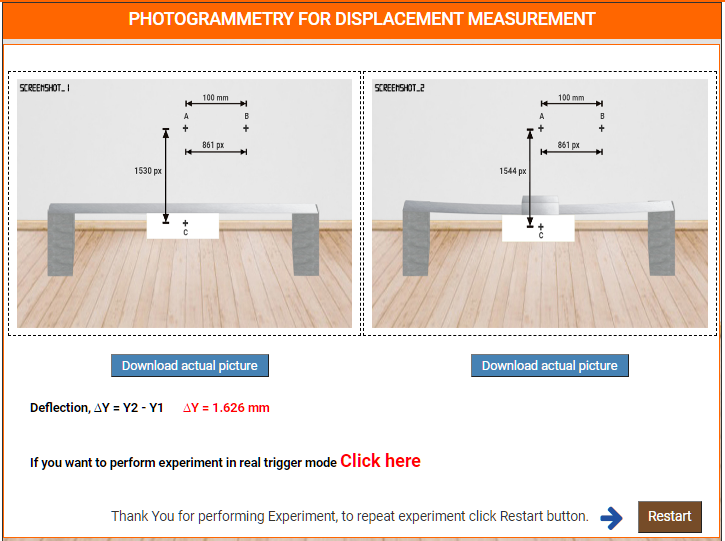 PHOTOGRAMMETRY FOR DISPLACEMENT MEASUREMENT
SCREENSHOT_1
100 mm
A B
861 px
1530 px
C
SCREENSHOT_2
100 mm
A B
861 px
1544 px
C
Download actual picture
Download actual picture
Deflection, ΔY = Y2 - Y1 ΔY = 1.626 mm
If you want to perform experiment in real trigger mode Click here
Thank You for performing Experiment, to repeat experiment click Restart button.
Restart